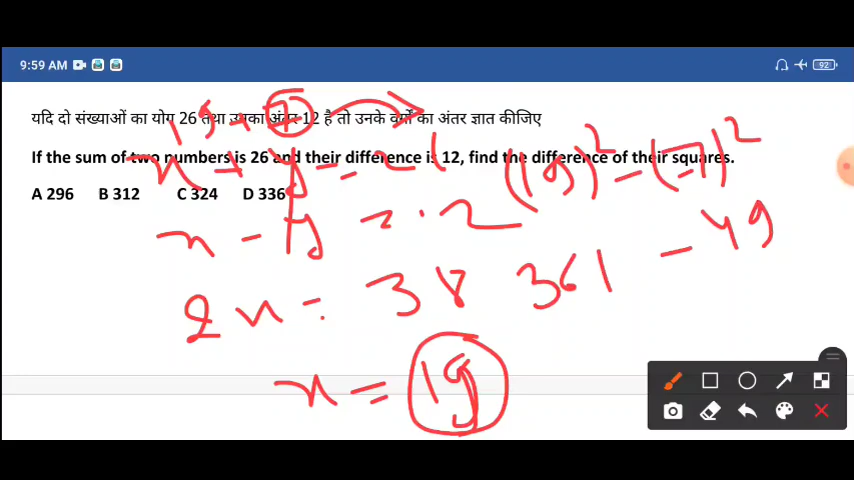 9:59 AM 92
यदि दो संख्याओं का योग 26 तथा उनका अंतर 12 है तो उनके वर्गों का अंतर ज्ञात कीजिए
19 + 7
If the sum of two numbers is 26 and their difference is 12, find the difference of their squares.
x + y = 26 (19)² - (7)²
A 296 B 312 C 324 D 336
x - y = 12
361 - 49
2x = 38
x = 19